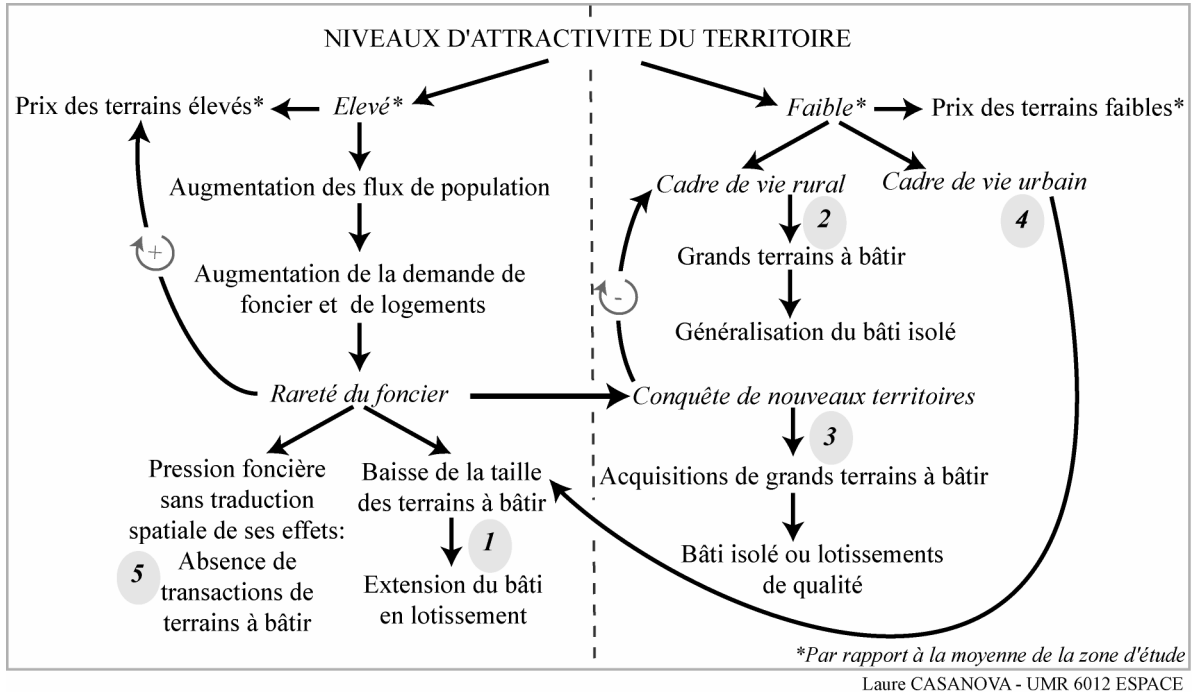 NIVEAUX D'ATTRACTIVITE DU TERRITOIRE
Prix des terrains élevés*
Elevé*
Augmentation des flux de population
+
Augmentation de la demande de
foncier et de logements
Rareté du foncier
Pression foncière
sans traduction
spatiale de ses effets:
5
Absence de
transactions de
terrains à bâtir
Baisse de la taille
des terrains à bâtir
1
Extension du bâti
en lotissement
Faible*
Prix des terrains faibles*
Cadre de vie rural
Cadre de vie urbain
2
4
Grands terrains à bâtir
-
Généralisation du bâti isolé
Conquête de nouveaux territoires
3
Acquisitions de grands terrains à bâtir
Bâti isolé ou lotissements
de qualité
*Par rapport à la moyenne de la zone d'étude
Laure CASANOVA - UMR 6012 ESPACE